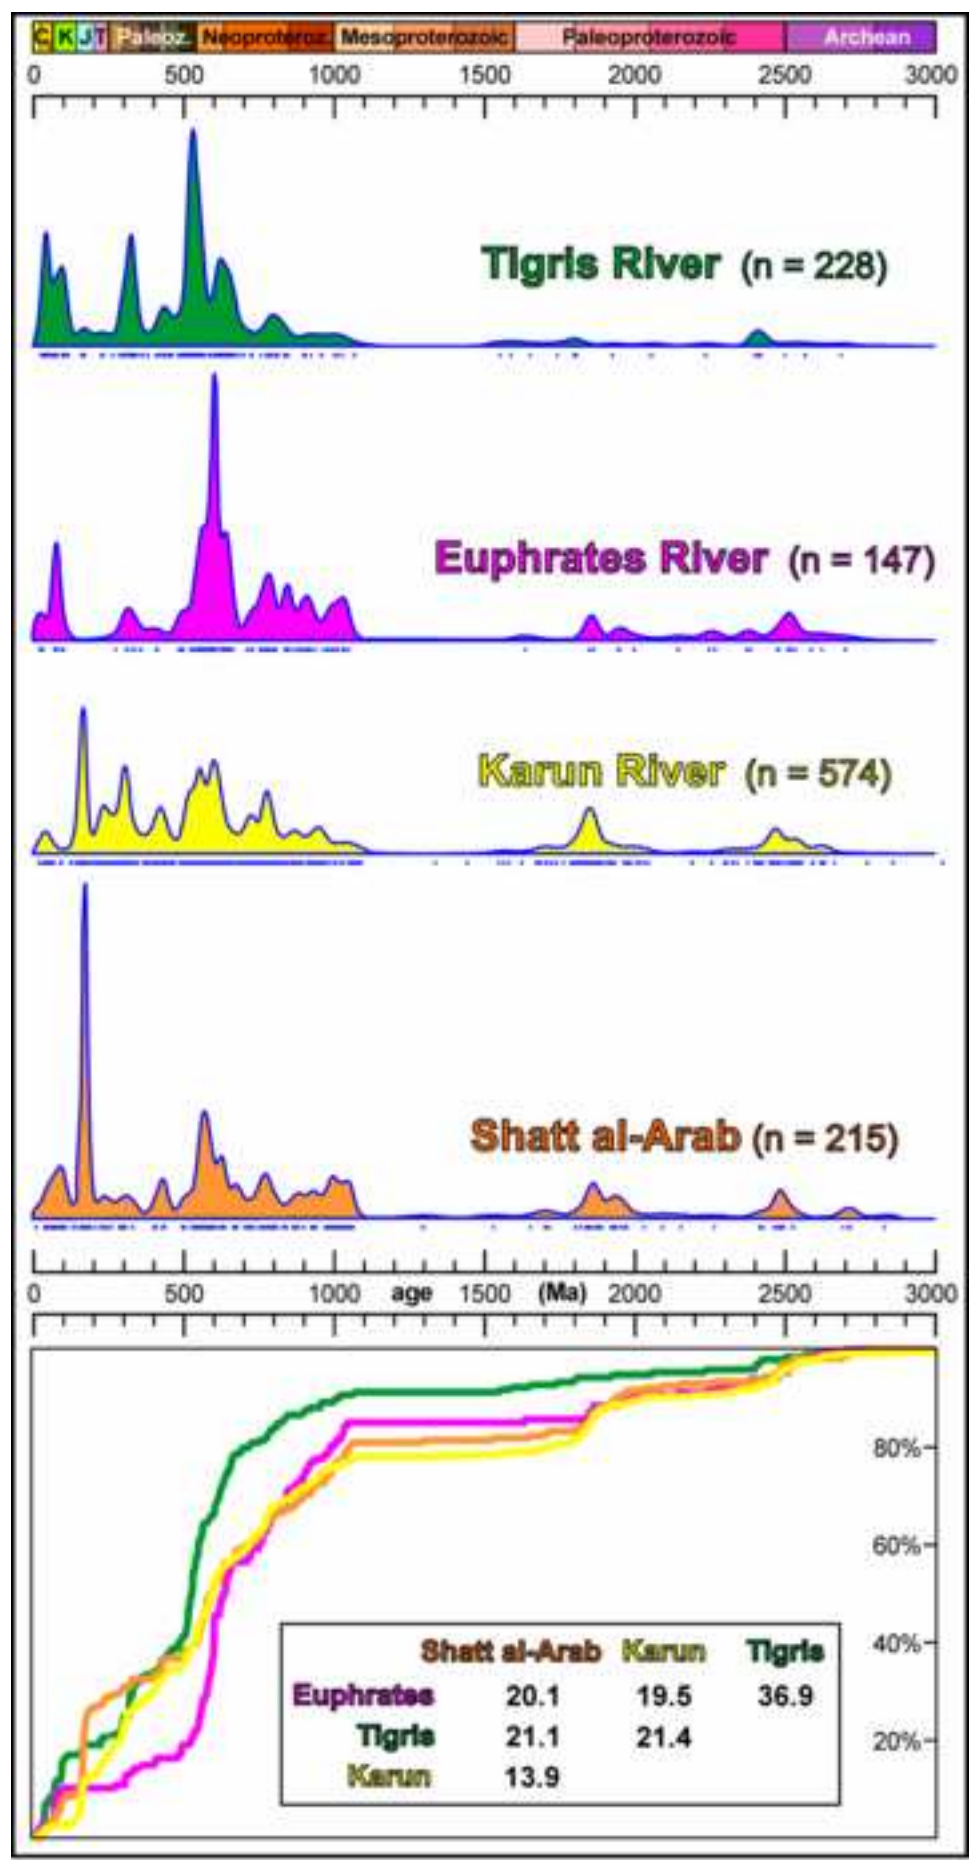 C K J T Paleoz. Neoproteroz. Mesoproterozoic Paleoproterozoic Archean
0 500 1000 1500 2000 2500 3000
Tigris River (n = 228)
Euphrates River (n = 147)
Karun River (n = 574)
Shatt al-Arab (n = 215)
0 500 1000 age 1500 (Ma) 2000 2500 3000
80%
60%
40%
20%
Shatt al-Arab Karun Tigris
Euphrates 20.1 19.5 36.9
Tigris 21.1 21.4
Karun 13.9